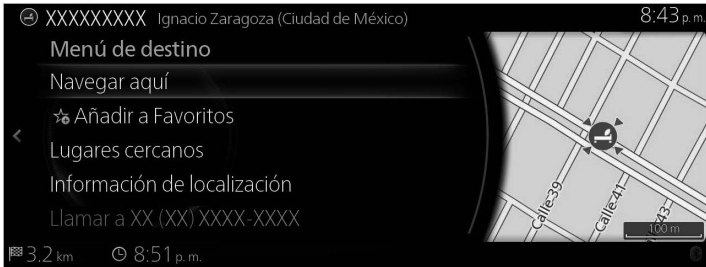 XXXXXXXXX Ignacio Zaragoza (Ciudad de México) 8:43 p. m.
Menú de destino
Navegar aquí
Añadir a Favoritos
Lugares cercanos
Información de localización
Llamar a XX (XX) XXXX-XXXX
3.2 km 8:51 p. m.
Calle 39
Calle 41
43
100 m